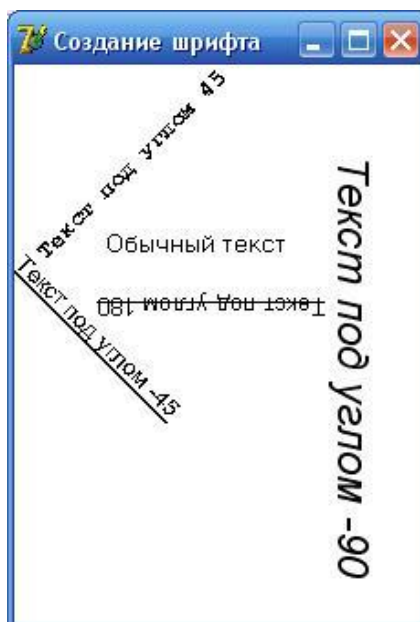 Создание шрифта
Текст под углом 45
Обычный текст
Текст под углом 180
Текст под углом -45
Текст под углом -90